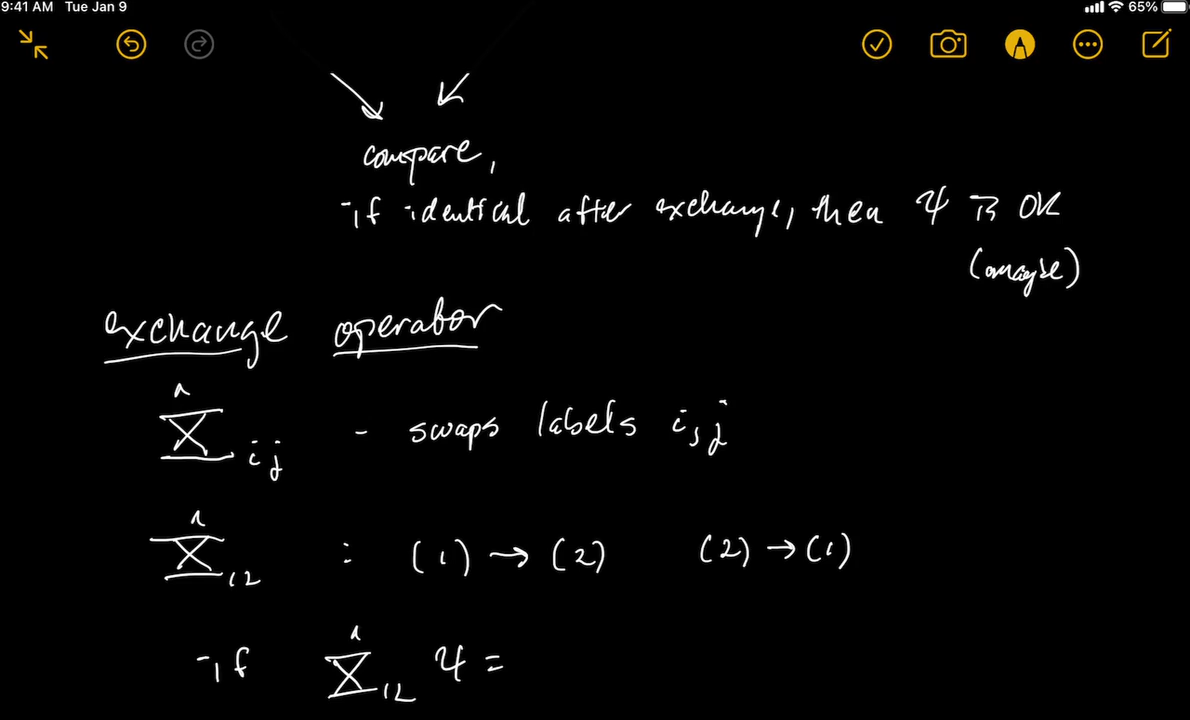 9:41 AM Tue Jan 9 65%
compare,
if identical after exchange, then Ψ is OK
(maybe)
exchange operator
X̂ij - swaps labels i,j
X̂12 : (1) → (2) (2) → (1)
if X̂12 Ψ =